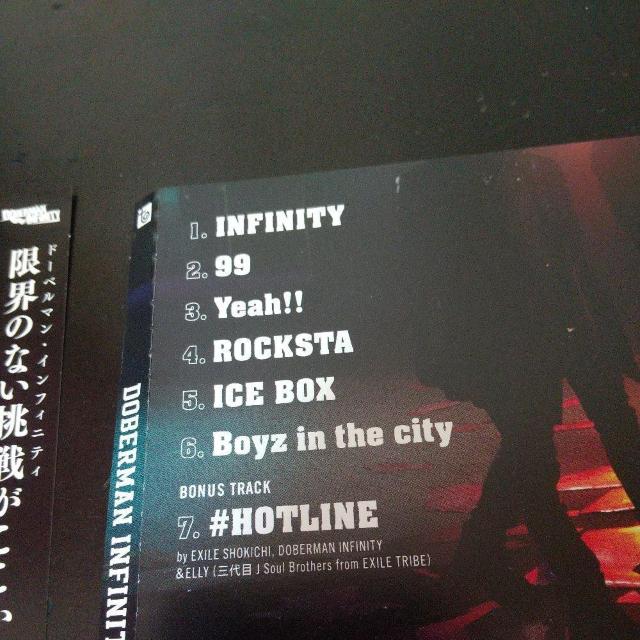 限界のない挑戦が
ドーベルマン・インフィニティ
DOBERMAN INFINIT
1. INFINITY
2. 99
3. Yeah!!
4. ROCKSTA
5. ICE BOX
6. Boyz in the city
BONUS TRACK
7. #HOTLINE
by EXILE SHOKICHI, DOBERMAN INFINITY
&ELLY (三代目 J Soul Brothers from EXILE TRIBE)